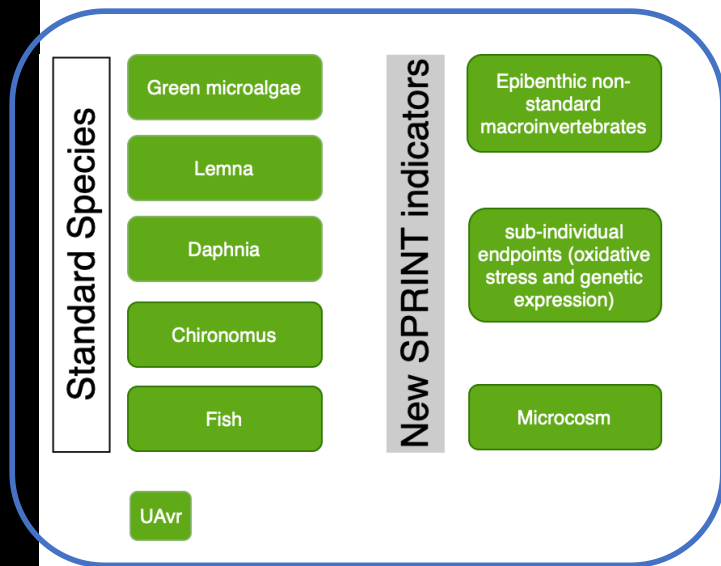 Standard Species
Green microalgae
Lemna
Daphnia
Chironomus
Fish
UAvr
New SPRINT indicators
Epibenthic non-
standard
macroinvertebrates
sub-individual
endpoints (oxidative
stress and genetic
expression)
Microcosm